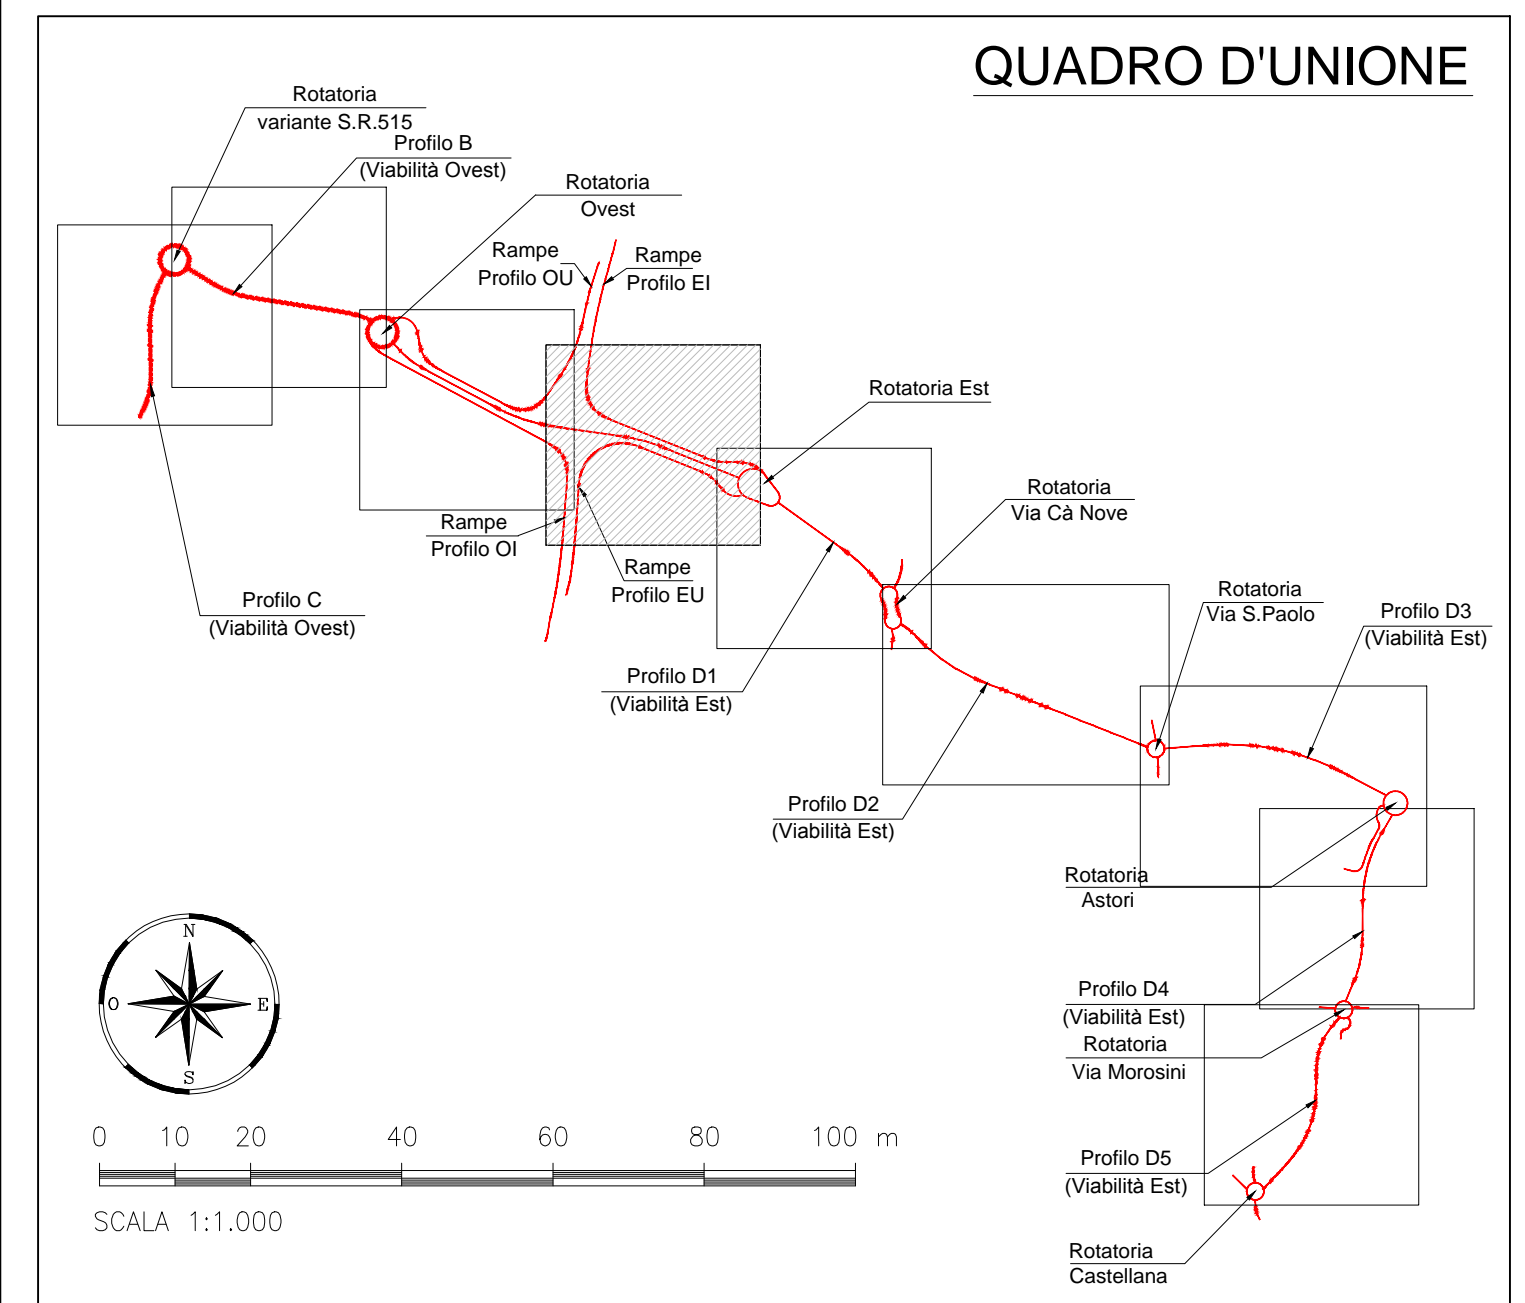 QUADRO D'UNIONE
Rotatoria
variante S.R.515
Profilo B
(Viabilità Ovest)
Rotatoria
Ovest
Rampe
Profilo OU
Rampe
Profilo EI
Rotatoria Est
Rotatoria
Via Cà Nove
Rampe
Profilo OI
Rampe
Profilo EU
Profilo C
(Viabilità Ovest)
Rotatoria
Via S.Paolo
Profilo D3
(Viabilità Est)
Profilo D1
(Viabilità Est)
Profilo D2
(Viabilità Est)
Rotatoria
Astori
Profilo D4
(Viabilità Est)
Rotatoria
Via Morosini
Profilo D5
(Viabilità Est)
Rotatoria
Castellana
N
O
E
S
0 10 20 40 60 80 100 m
SCALA 1:1.000